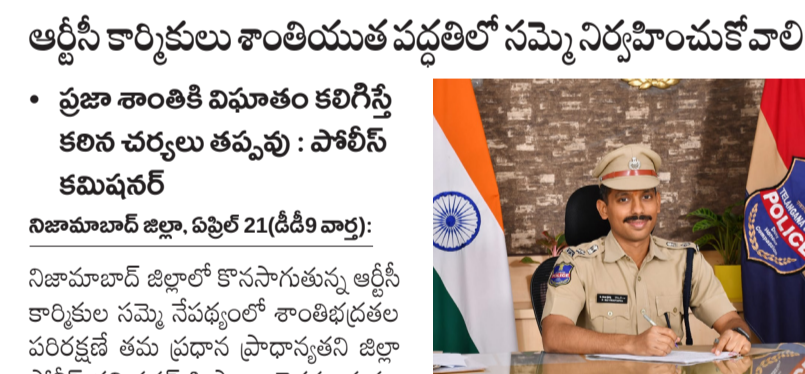 ఆర్టీసీ కార్మికులు శాంతియుత పద్ధతిలో సమ్మె నిర్వహించుకోవాలి
• ప్రజా శాంతికి విఘాతం కలిగిస్తే
కఠిన చర్యలు తప్పవు : పోలీస్
కమిషనర్
నిజామాబాద్ జిల్లా, ఏప్రిల్ 21(డీడీ9 వార్త):
నిజామాబాద్ జిల్లాలో కొనసాగుతున్న ఆర్టీసీ
కార్మికుల సమ్మె నేపథ్యంలో శాంతిభద్రతల
పరిరక్షణే తమ ప్రధాన ప్రాధాన్యతని జిల్లా
TELANGANA
POLICE